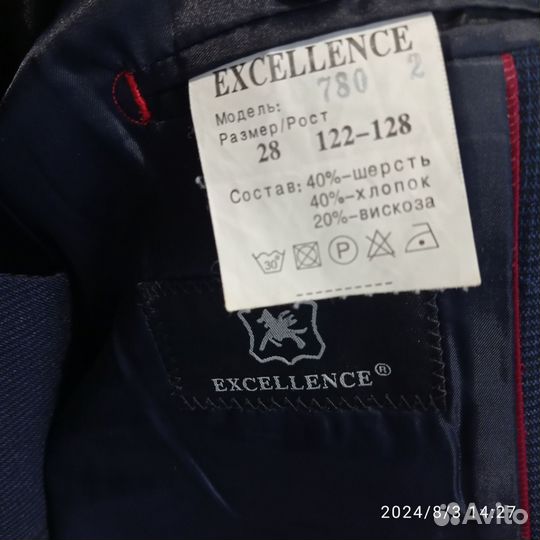 EXCELLENCE
Модель: 780 2
Размер/Рост
28 122-128
Состав: 40%-шерсть
40%-хлопок
20%-вискоза
30°
P
EXCELLENCE®
2024/8/3 14:27
Avito